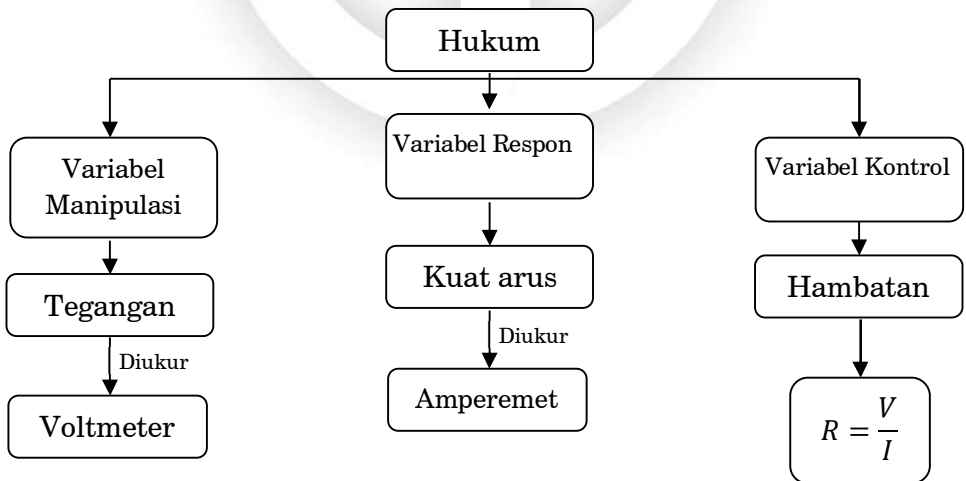 Hukum
Variabel
Manipulasi
Tegangan
Diukur
Voltmeter
Variabel Respon
Kuat arus
Diukur
Amperemet
Variabel Kontrol
Hambatan
R = V/I